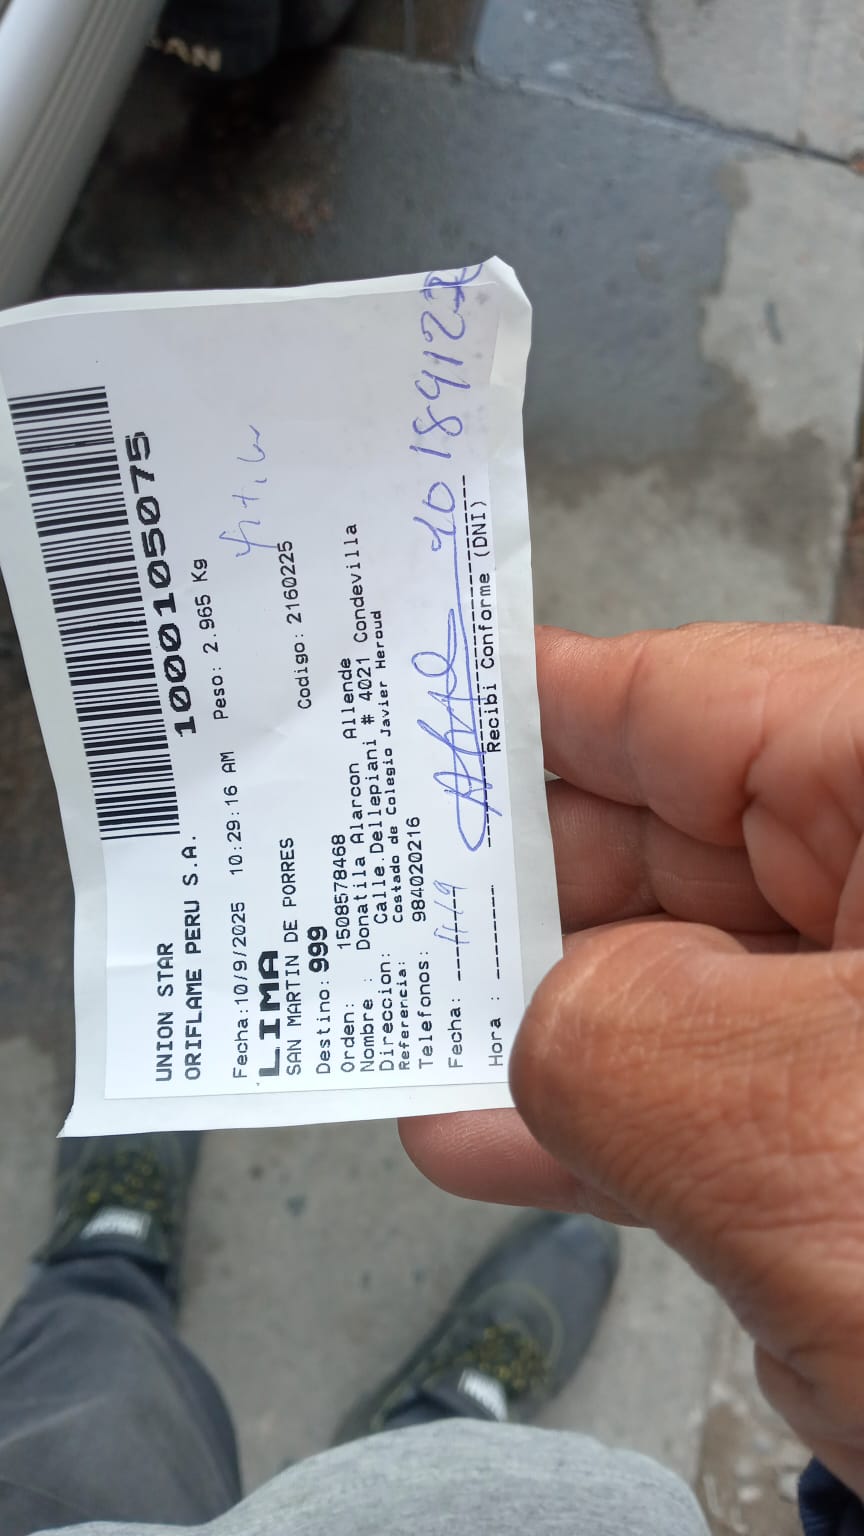 UNION STAR
ORIFLAME PERU S.A. 1000105075
Fecha:10/9/2025 10:29:16 AM Peso: 2.965 Kg
LIMA
SAN MARTIN DE PORRES
Destino: 999 Codigo: 2160225
Orden: 1508578468
Nombre : Donatila Alarcon Allende
Direccion: Calle.Dellepiani # 4021 Condevilla
Referencia: Costado de Colegio Javier Heraud
Telefonos: 984020216
Fecha: 11/9
Hora :
Recibi Conforme (DNI)